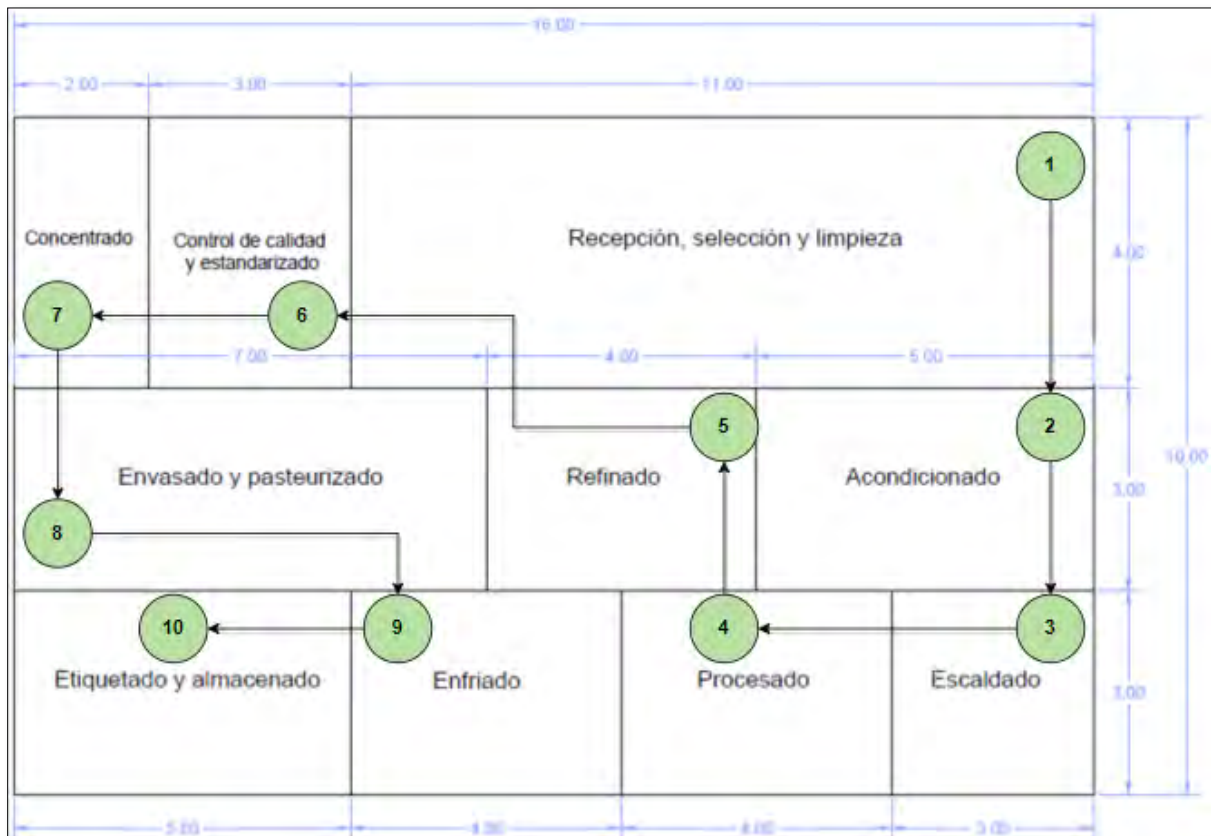 16.00
2.00 3.00 11.00
1
Concentrado
Control de calidad
y estandarizado
Recepción, selección y limpieza
4.00
7
6
7.00 4.00 5.00
5
2
10.00
Envasado y pasteurizado
Refinado
Acondicionado
3.00
8
10
9
4
3
Etiquetado y almacenado
Enfriado
Procesado
Escaldado
3.00
5.00 4.00 4.00 3.00